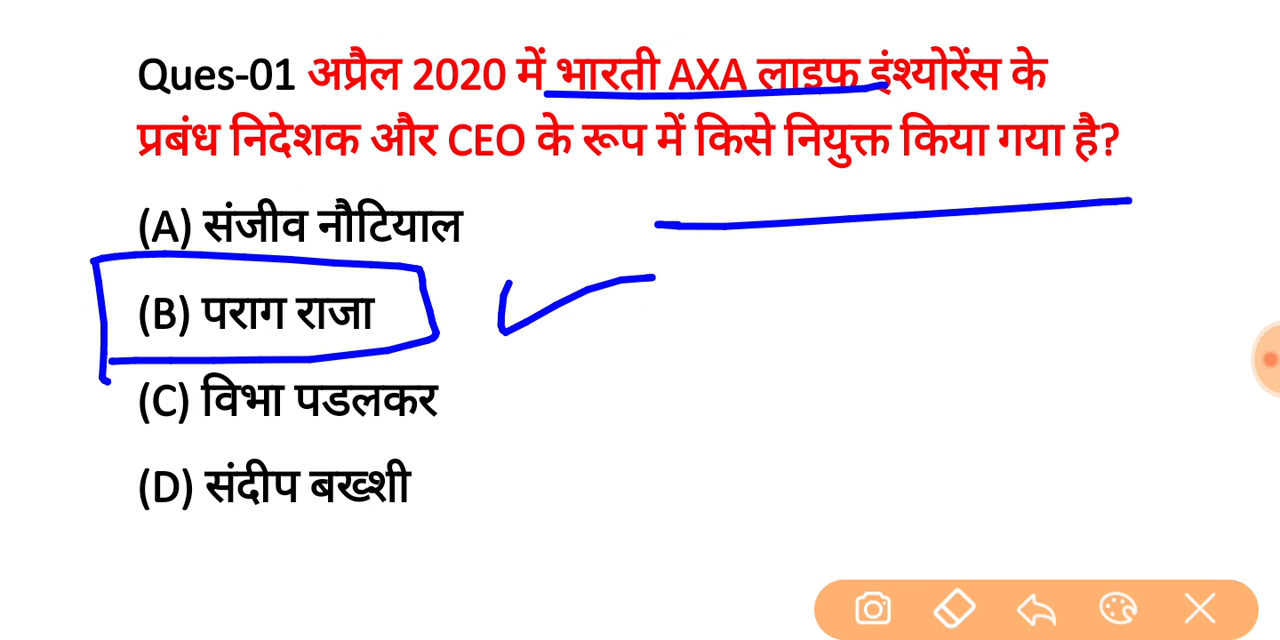 Ques-01 अप्रैल 2020 में भारती AXA लाइफ इंश्योरेंस के
प्रबंध निदेशक और CEO के रूप में किसे नियुक्त किया गया है?
(A) संजीव नौटियाल
(B) पराग राजा
(C) विभा पडलकर
(D) संदीप बख्शी